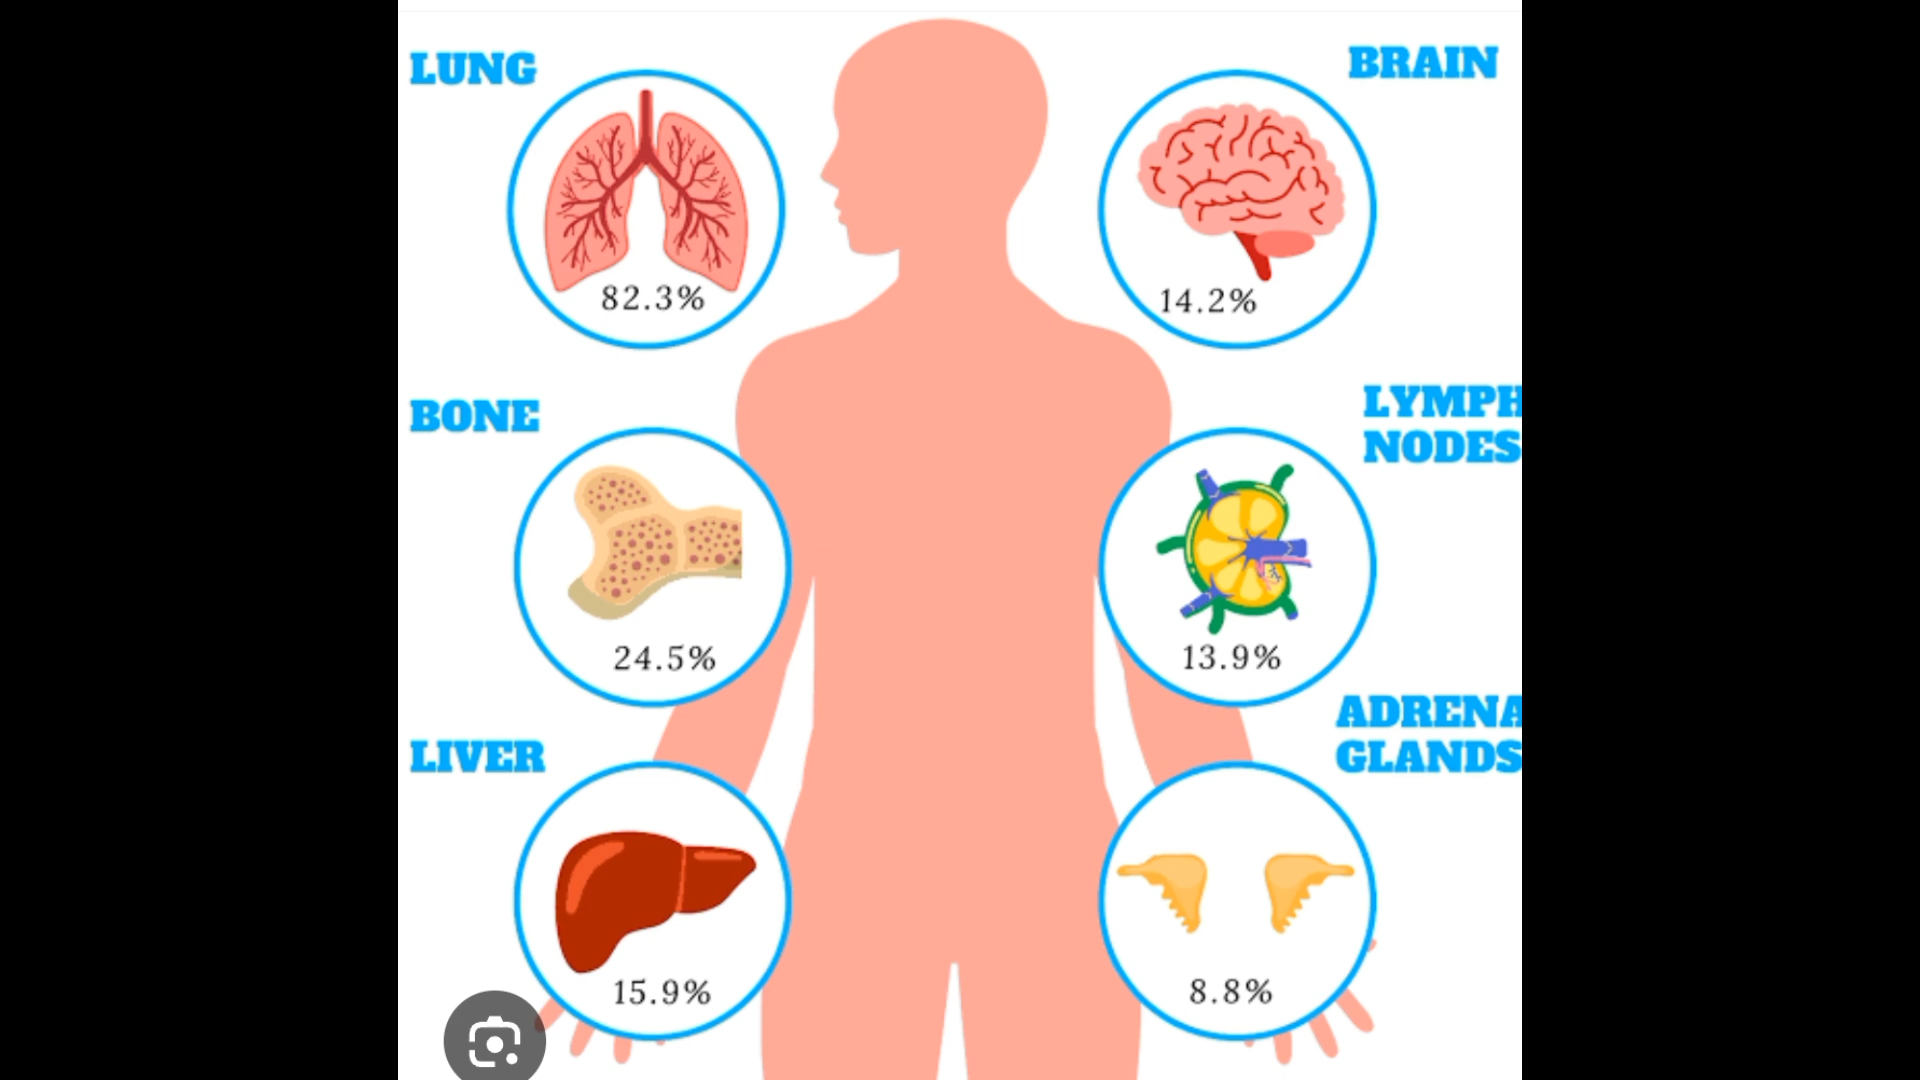 LUNG
82.3%
BRAIN
14.2%
BONE
24.5%
LYMPH
NODES
13.9%
LIVER
15.9%
ADRENA
GLANDS
8.8%